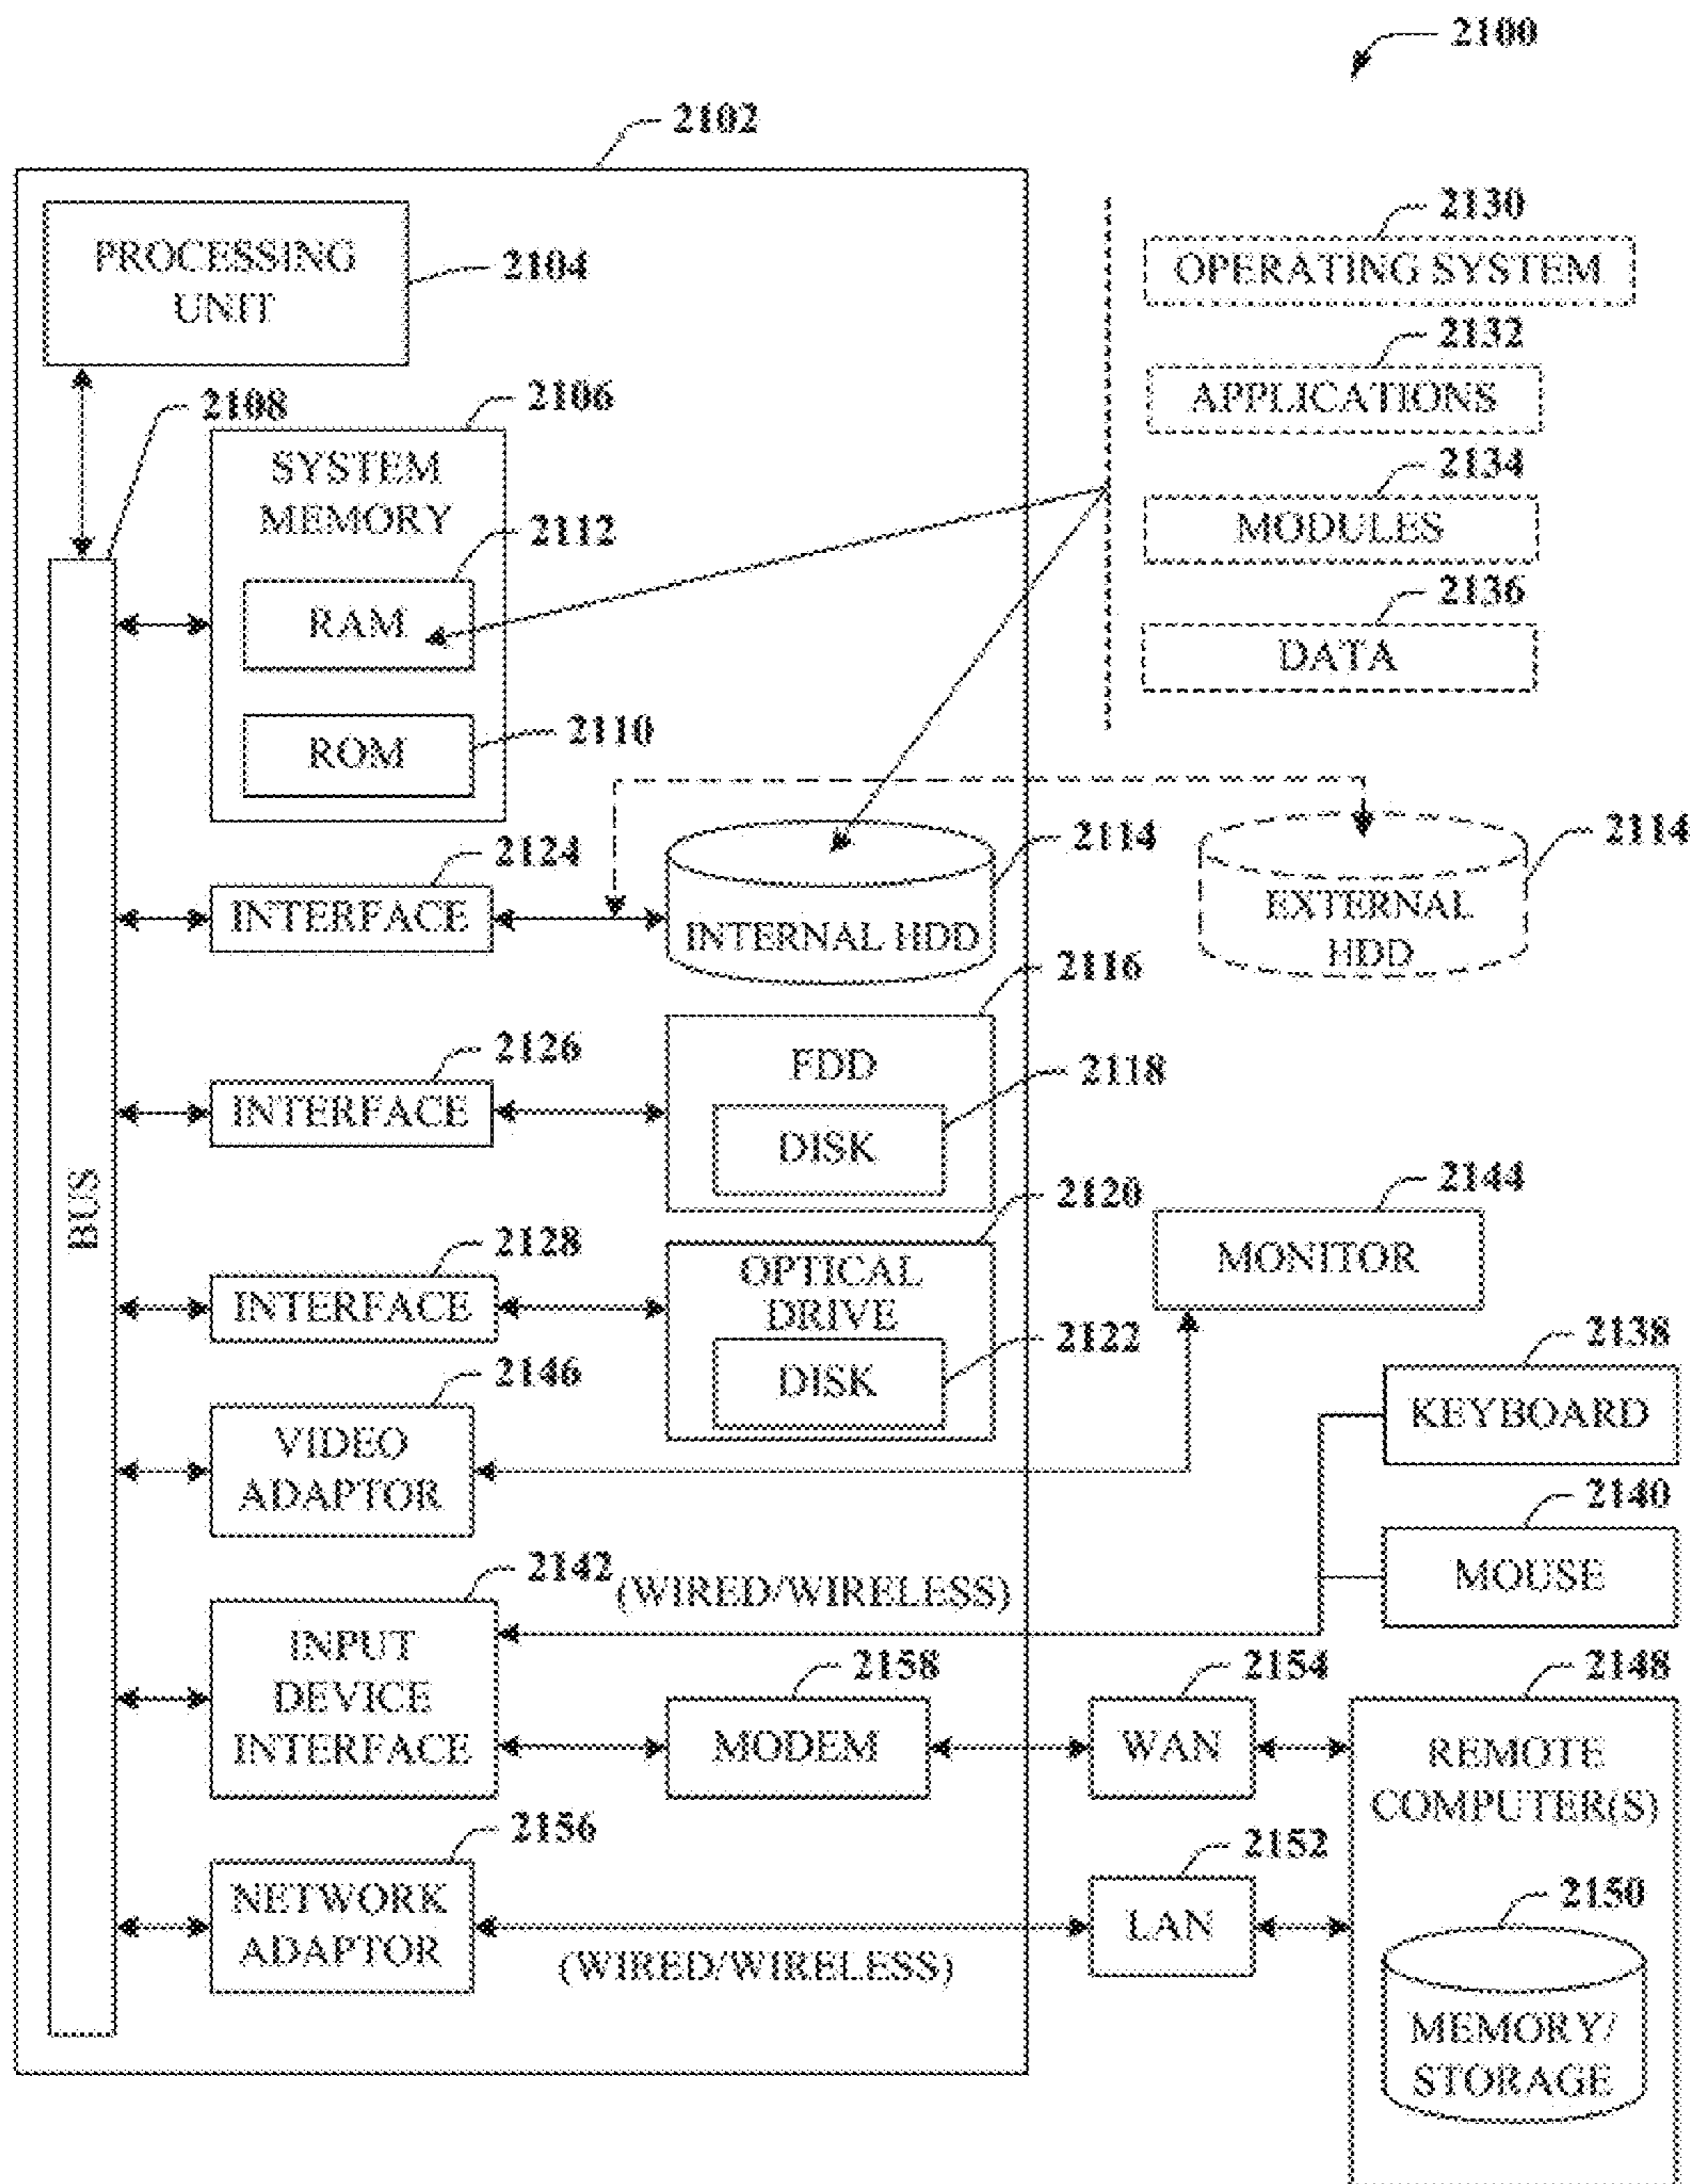 2100
2102
PROCESSING
UNIT
2104
2108
2106
SYSTEM
MEMORY
2112
RAM
ROM
2110
2130
OPERATING SYSTEM
2132
APPLICATIONS
2134
MODULES
2136
DATA
BUS
2124
INTERFACE
INTERNAL HDD
2114
EXTERNAL
HDD
2114
2126
INTERFACE
2116
FDD
2118
DISK
2128
INTERFACE
2120
OPTICAL
DRIVE
2122
DISK
2144
MONITOR
2146
VIDEO
ADAPTOR
2138
KEYBOARD
2140
MOUSE
2142
(WIRED/WIRELESS)
INPUT
DEVICE
INTERFACE
2158
MODEM
2154
WAN
2148
REMOTE
COMPUTER(S)
2156
NETWORK
ADAPTOR
(WIRED/WIRELESS)
2152
LAN
2150
MEMORY/
STORAGE